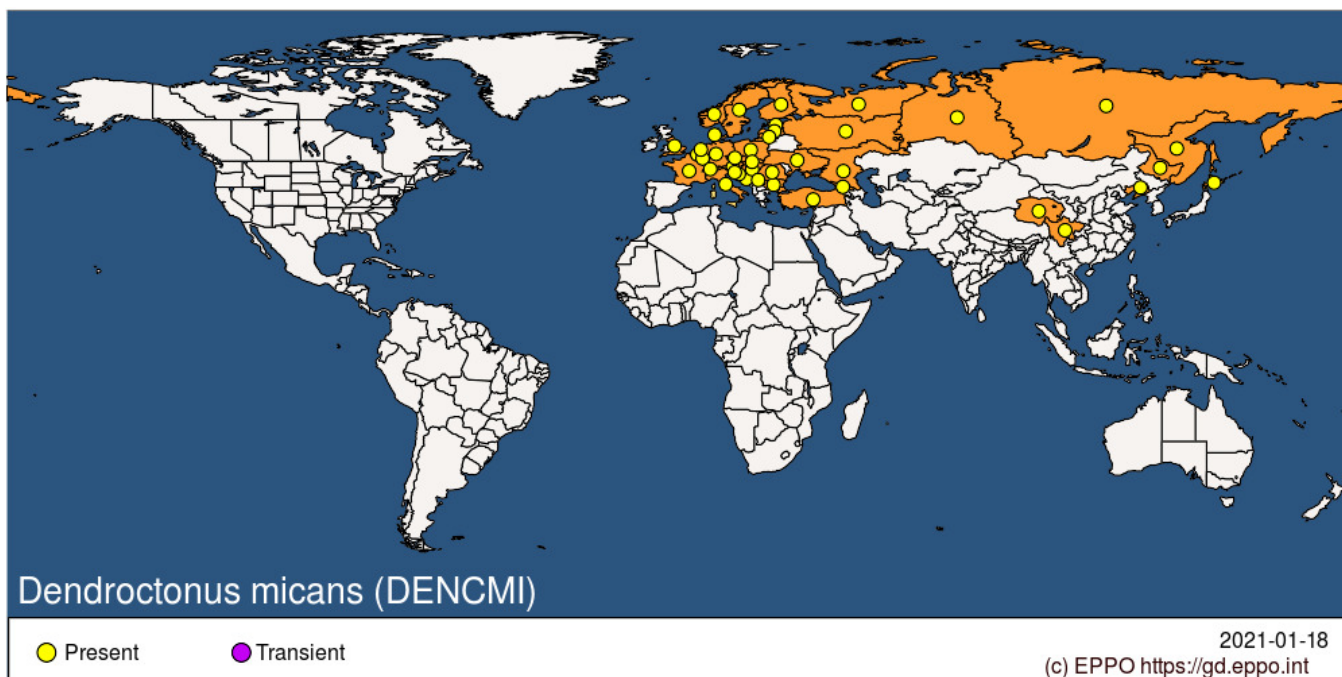 Dendroctonus micans (DENCMI)
Present
Transient
2021-01-18
(c) EPPO https://gd.eppo.int